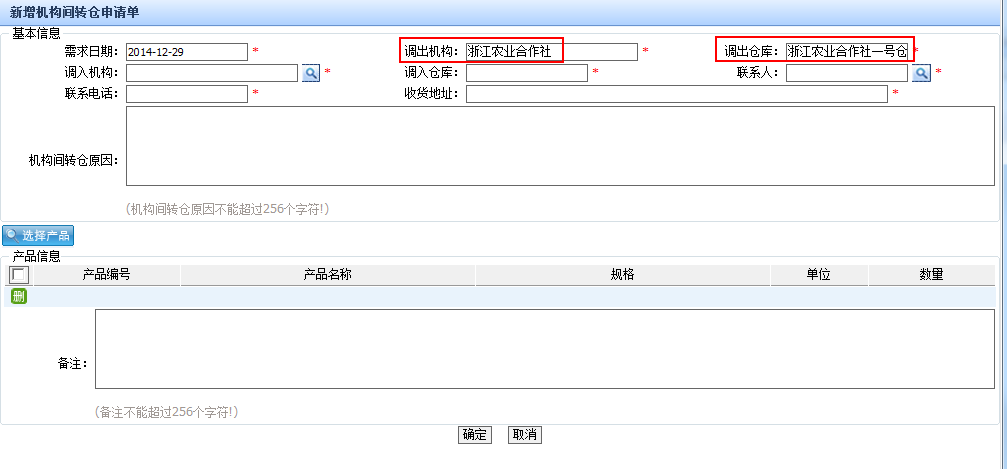 新增机构间转仓申请单
基本信息
需求日期: 2014-12-29 * 调出机构: 浙江农业合作社 * 调出仓库: 浙江农业合作社一号仓 *
调入机构: * 调入仓库: * 联系人: *
联系电话: * 收货地址: *
机构间转仓原因:
(机构间转仓原因不能超过256个字符!)
选择产品
产品信息
产品编号 产品名称 规格 单位 数量
删
备注:
(备注不能超过256个字符!)
确定 取消